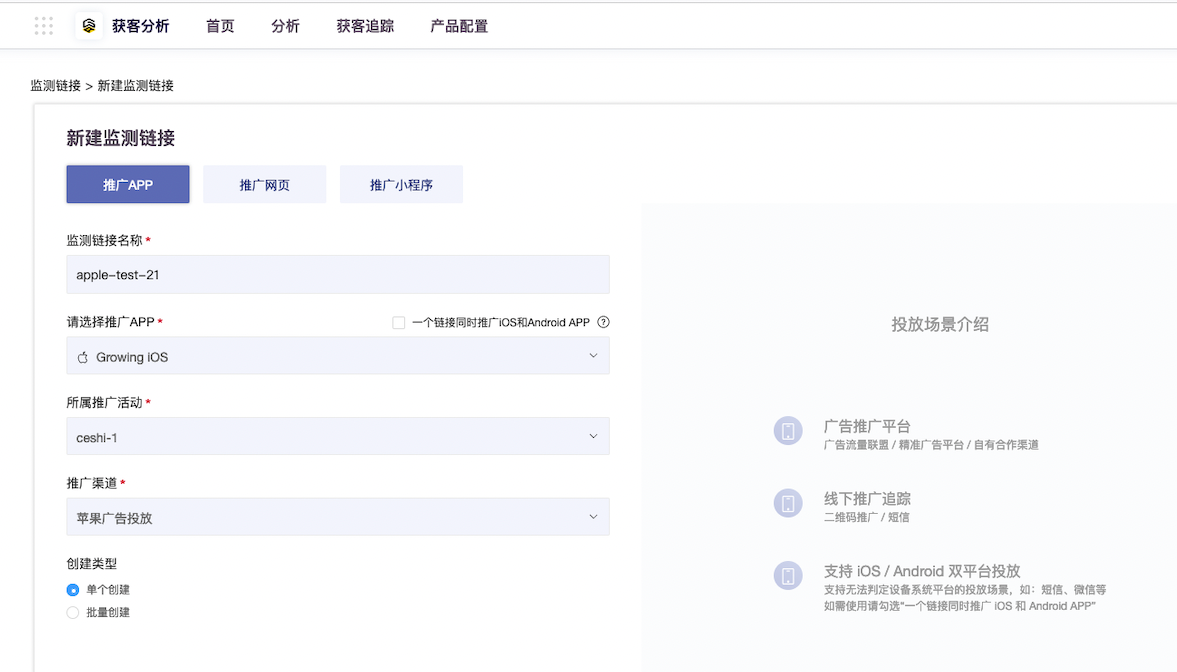 获客分析 首页 分析 获客追踪 产品配置
监测链接 > 新建监测链接
新建监测链接
推广APP 推广网页 推广小程序
监测链接名称*
apple-test-21
请选择推广APP* 一个链接同时推广iOS和Android APP ?
Growing iOS
所属推广活动*
ceshi-1
推广渠道*
苹果广告投放
创建类型
单个创建
批量创建
投放场景介绍
广告推广平台
广告流量联盟 / 精准广告平台 / 自有合作渠道
线下推广追踪
二维码推广 / 短信
支持 iOS / Android 双平台投放
支持无法判定设备系统平台的投放场景，如：短信、微信等
如需使用请勾选“一个链接同时推广 iOS 和 Android APP”